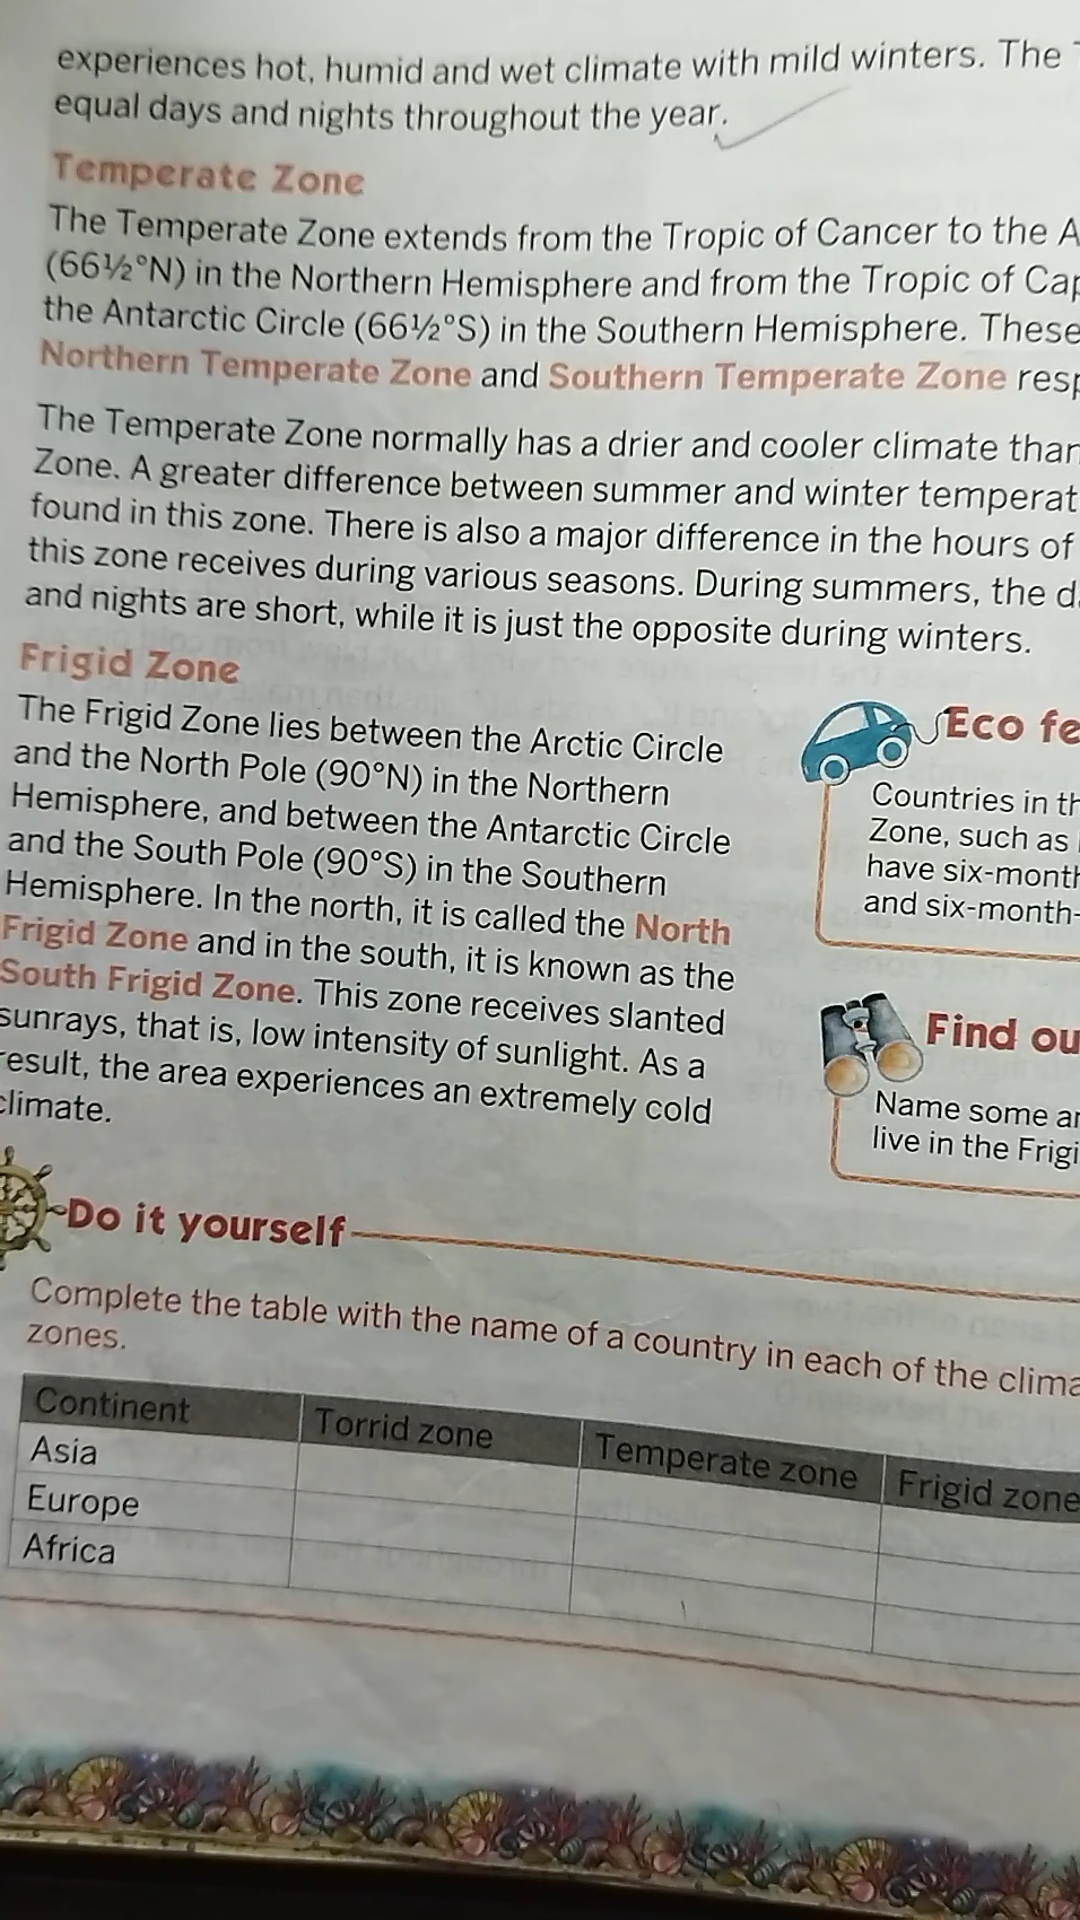 experiences hot, humid and wet climate with mild winters. The
equal days and nights throughout the year.
Temperate Zone
The Temperate Zone extends from the Tropic of Cancer to the A
(66½°N) in the Northern Hemisphere and from the Tropic of Cap
the Antarctic Circle (66½°S) in the Southern Hemisphere. These
Northern Temperate Zone and Southern Temperate Zone resp
The Temperate Zone normally has a drier and cooler climate than
Zone. A greater difference between summer and winter temperat
found in this zone. There is also a major difference in the hours of
this zone receives during various seasons. During summers, the d
and nights are short, while it is just the opposite during winters.
Frigid Zone
The Frigid Zone lies between the Arctic Circle
and the North Pole (90°N) in the Northern
Hemisphere, and between the Antarctic Circle
and the South Pole (90°S) in the Southern
Hemisphere. In the north, it is called the North
Frigid Zone and in the south, it is known as the
South Frigid Zone. This zone receives slanted
sunrays, that is, low intensity of sunlight. As a
result, the area experiences an extremely cold
climate.
Eco fe
Countries in th
Zone, such as
have six-month
and six-month-
Find ou
Name some an
live in the Frigi
Do it yourself
Complete the table with the name of a country in each of the clima
zones.
Continent Torrid zone Temperate zone Frigid zone
Asia
Europe
Africa